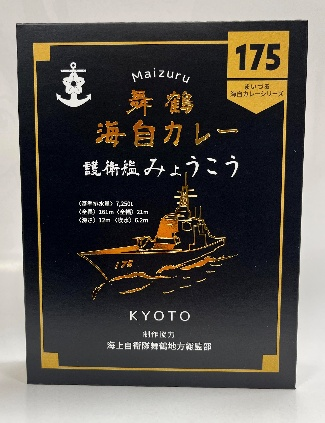 175
まいづる
海自カレーシリーズ
Maizuru
舞鶴
海自カレー
護衛艦 みょうこう
〈基準排水量〉7,250t
〈全長〉161m 〈全幅〉21m
〈深さ〉12m 〈喫水〉6.2m
175
KYOTO
制作協力
海上自衛隊舞鶴地方総監部